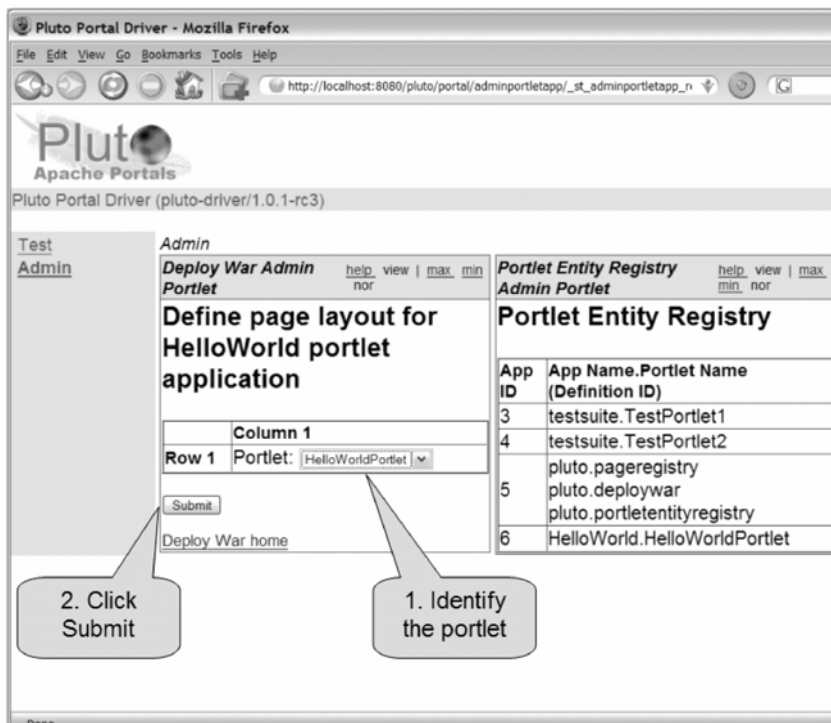 Pluto Portal Driver - Mozilla Firefox
File Edit View Go Bookmarks Tools Help
http://localhost:8080/pluto/portal/adminportletapp/_st_adminportletapp_r
G
Pluto
Apache Portals
Pluto Portal Driver (pluto-driver/1.0.1-rc3)
Test
Admin
Admin
Deploy War Admin Portlet
help view | max min
nor
Define page layout for
HelloWorld portlet
application
Column 1
Row 1 Portlet: HelloWorldPortlet
Submit
Deploy War home
Portlet Entity Registry
Admin Portlet
help view | max
min nor
Portlet Entity Registry
App ID
App Name.Portlet Name
(Definition ID)
3 testsuite.TestPortlet1
4 testsuite.TestPortlet2
5
pluto.pageregistry
pluto.deploywar
pluto.portletentityregistry
6 HelloWorld.HelloWorldPortlet
2. Click
Submit
1. Identify
the portlet